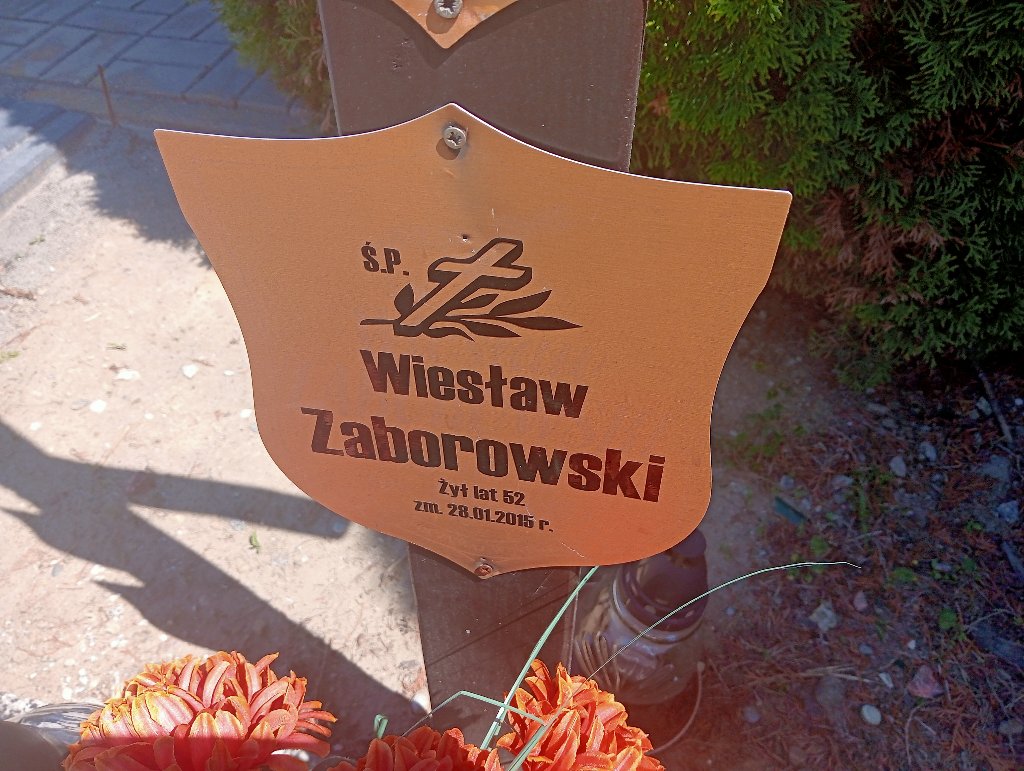 Ś.P.
Wiesław
Zaborowski
Żył lat 52
zm. 28.01.2015 r.